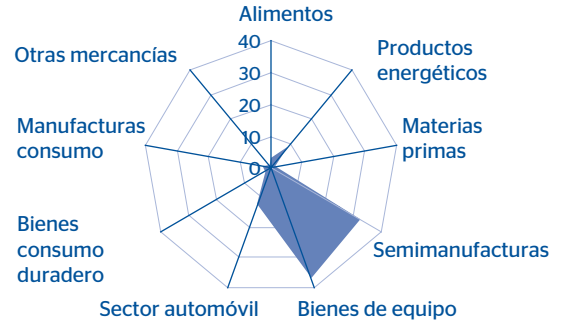 Alimentos
Otras mercancías
Productos
energéticos
40
30
20
10
0
Manufacturas
consumo
Materias
primas
Bienes
consumo
duradero
Semimanufacturas
Sector automóvil
Bienes de equipo